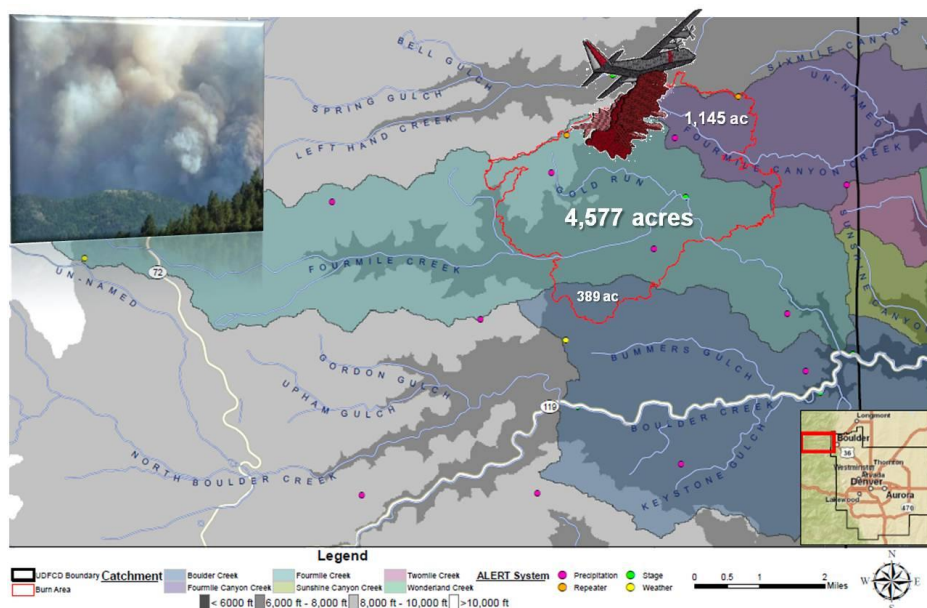 BELL GULCH
SPRING GULCH
LEFT HAND CREEK
SIXMILE CANYON
UN-NAMED
1,145 ac
FOURMILE CANYON CREEK
GOLD RUN
4,577 acres
SUNSHINE CANYON
72
FOURMILE CREEK
UN-NAMED
389 ac
BUMMERS GULCH
GORDON GULCH
UPHAM GULCH
119
BOULDER CREEK
KEYSTONE GULCH
NORTH BOULDER CREEK
Longmont
Boulder
36
Westminster
Thornton
Arvada
Denver
Lakewood
Aurora
470
Legend
UDFCD Boundary
Burn Area
Catchment
Boulder Creek
Fourmile Canyon Creek
Fourmile Creek
Sunshine Canyon Creek
Twomile Creek
Wonderland Creek
ALERT System
Precipitation
Repeater
Stage
Weather
< 6000 ft
6,000 ft - 8,000 ft
8,000 ft - 10,000 ft
>10,000 ft
0 0.5 1 2
Miles
N
W E
S